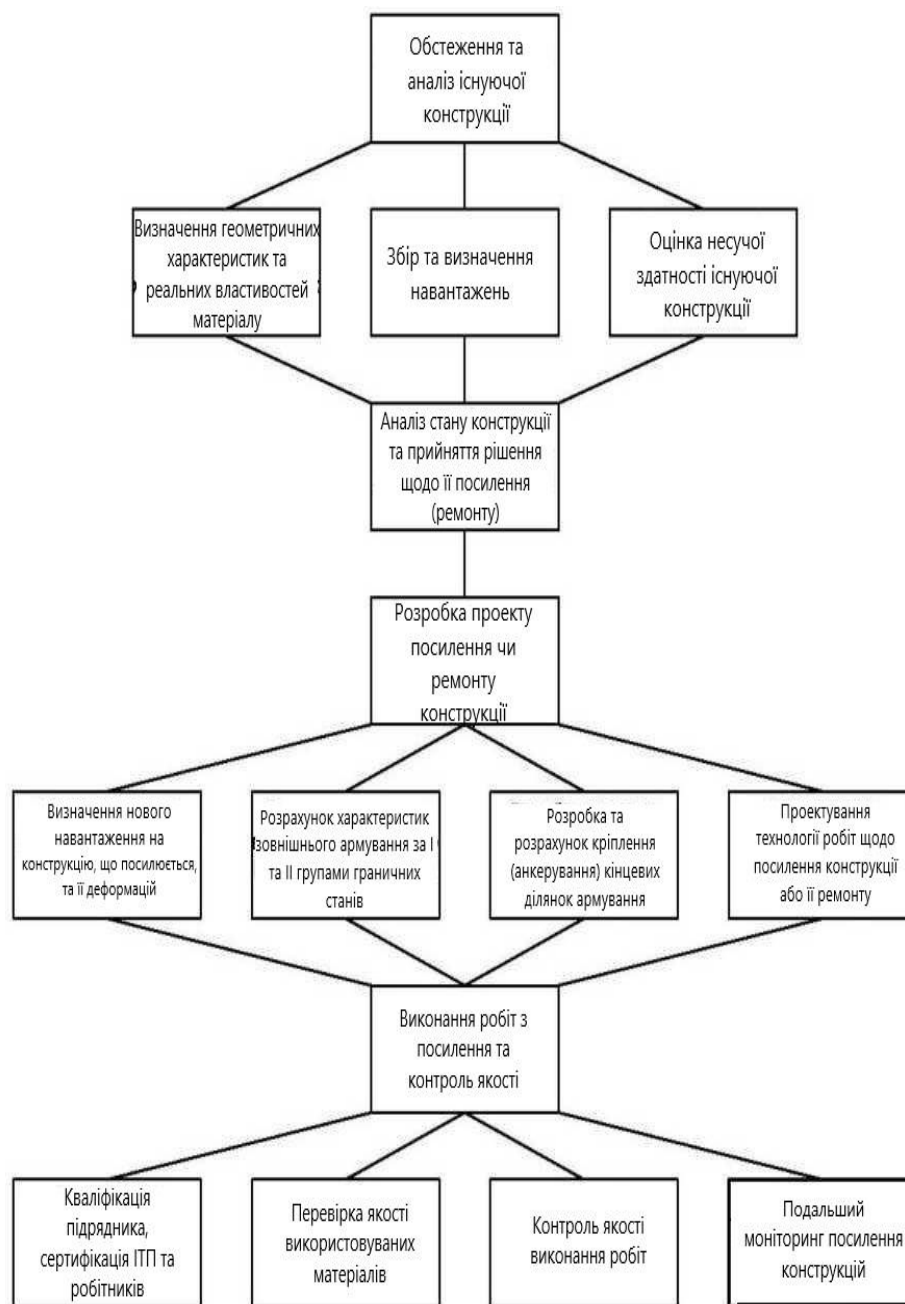 Обстеження та
аналіз існуючої
конструкції
Визначення геометричних
характеристик та
реальних властивостей
матеріалу
Збір та визначення
навантажень
Оцінка несучої
здатності існуючої
конструкції
Аналіз стану конструкції
та прийняття рішення
щодо її посилення
(ремонту)
Розробка проекту
посилення чи
ремонту
конструкції
Визначення нового
навантаження на
конструкцію, що посилюється,
та її деформацій
Розрахунок характеристик
зовнішнього армування за І
та ІІ групами граничних
станів
Розробка та
розрахунок кріплення
(анкерування) кінцевих
ділянок армування
Проектування
технології робіт щодо
посилення конструкції
або її ремонту
Виконання робіт з
посилення та
контроль якості
Кваліфікація
підрядника,
сертифікація ІТП та
робітників
Перевірка якості
використовуваних
матеріалів
Контроль якості
виконання робіт
Подальший
моніторинг посилення
конструкцій